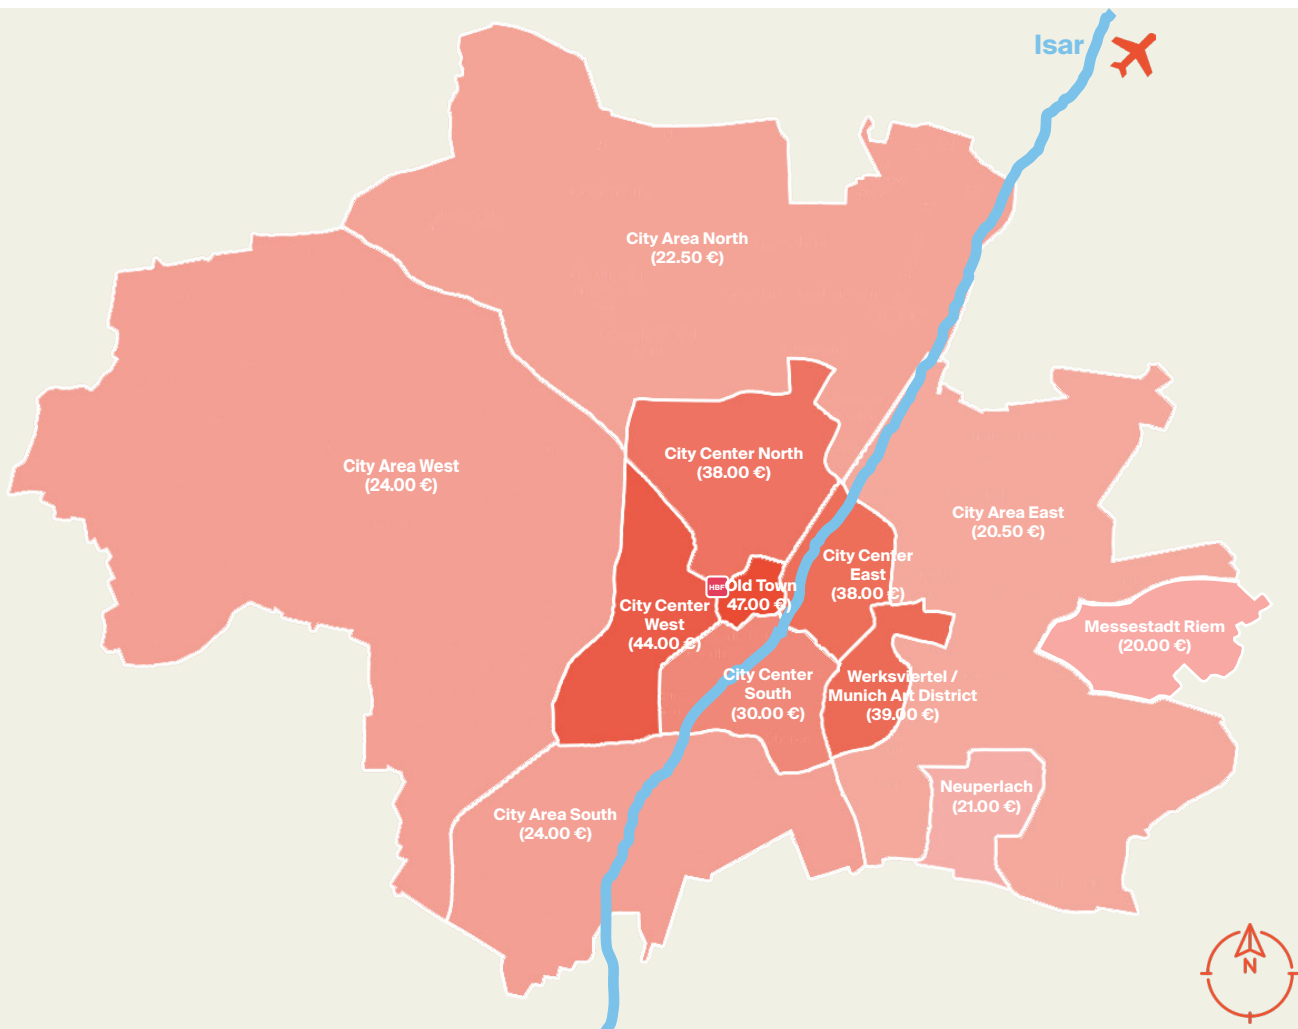 Isar
City Area North
(22.50 €)
City Center North
(38.00 €)
City Area West
(24.00 €)
City Area East
(20.50 €)
City Center
East
(38.00 €)
HBF
Old Town
47.00 €)
City Center
West
(44.00 €)
Messestadt Riem
(20.00 €)
City Center
South
(30.00 €)
Werksviertel /
Munich Art District
(39.00 €)
Neuperlach
(21.00 €)
City Area South
(24.00 €)
N